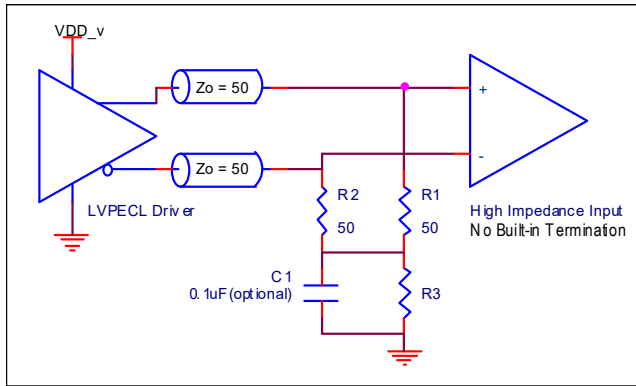 VDD_v
Zo = 50
+
Zo = 50
-
LVPECL Driver
R2
50
R1
50
High Impedance Input
No Built-in Termination
C1
0.1uF(optional)
R3